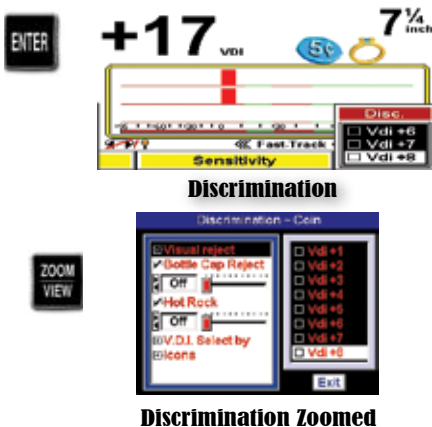 ENTER
+17 VDI
5¢
7¼ inch
Disc.
Vdi +6
Vdi +7
Vdi +8
Fast-Track
Sensitivity
Discrimination
ZOOM VIEW
Discrimination - Coin
Visual reject
Bottle Cap Reject
Off
Hot Rock
Off
V.D.I. Select by
Icons
Vdi +1
Vdi +2
Vdi +3
Vdi +4
Vdi +5
Vdi +6
Vdi +7
Vdi +8
Exit
Discrimination Zoomed